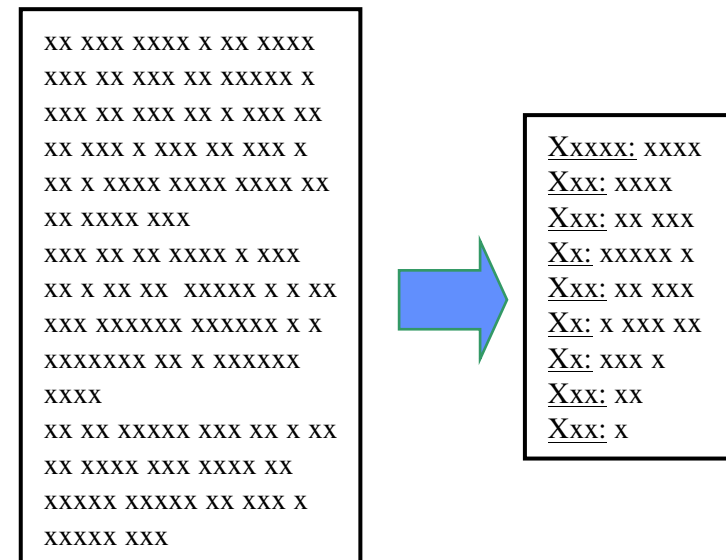 xx xxx xxxx x xx xxxx
xxx xx xxx xx xxxxx x
xxx xx xxx xx x xxx xx
xx xxx x xxx xx xxx x
xx x xxxx xxxx xxxx xx
xx xxxx xxx
xxx xx xx xxxx x xxx
xx x xx xx  xxxxx x x xx
xxx xxxxxx xxxxxx x x
xxxxxxx xx x xxxxxx
xxxx
xx xx xxxxx xxx xx x xx
xx xxxx xxx xxxx xx
xxxxx xxxxx xx xxx x
xxxxx xxx
Xxxxx: xxxx
Xxx: xxxx
Xxx: xx xxx
Xx: xxxxx x
Xxx: xx xxx
Xx: x xxx xx
Xx: xxx x
Xxx: xx
Xxx: x